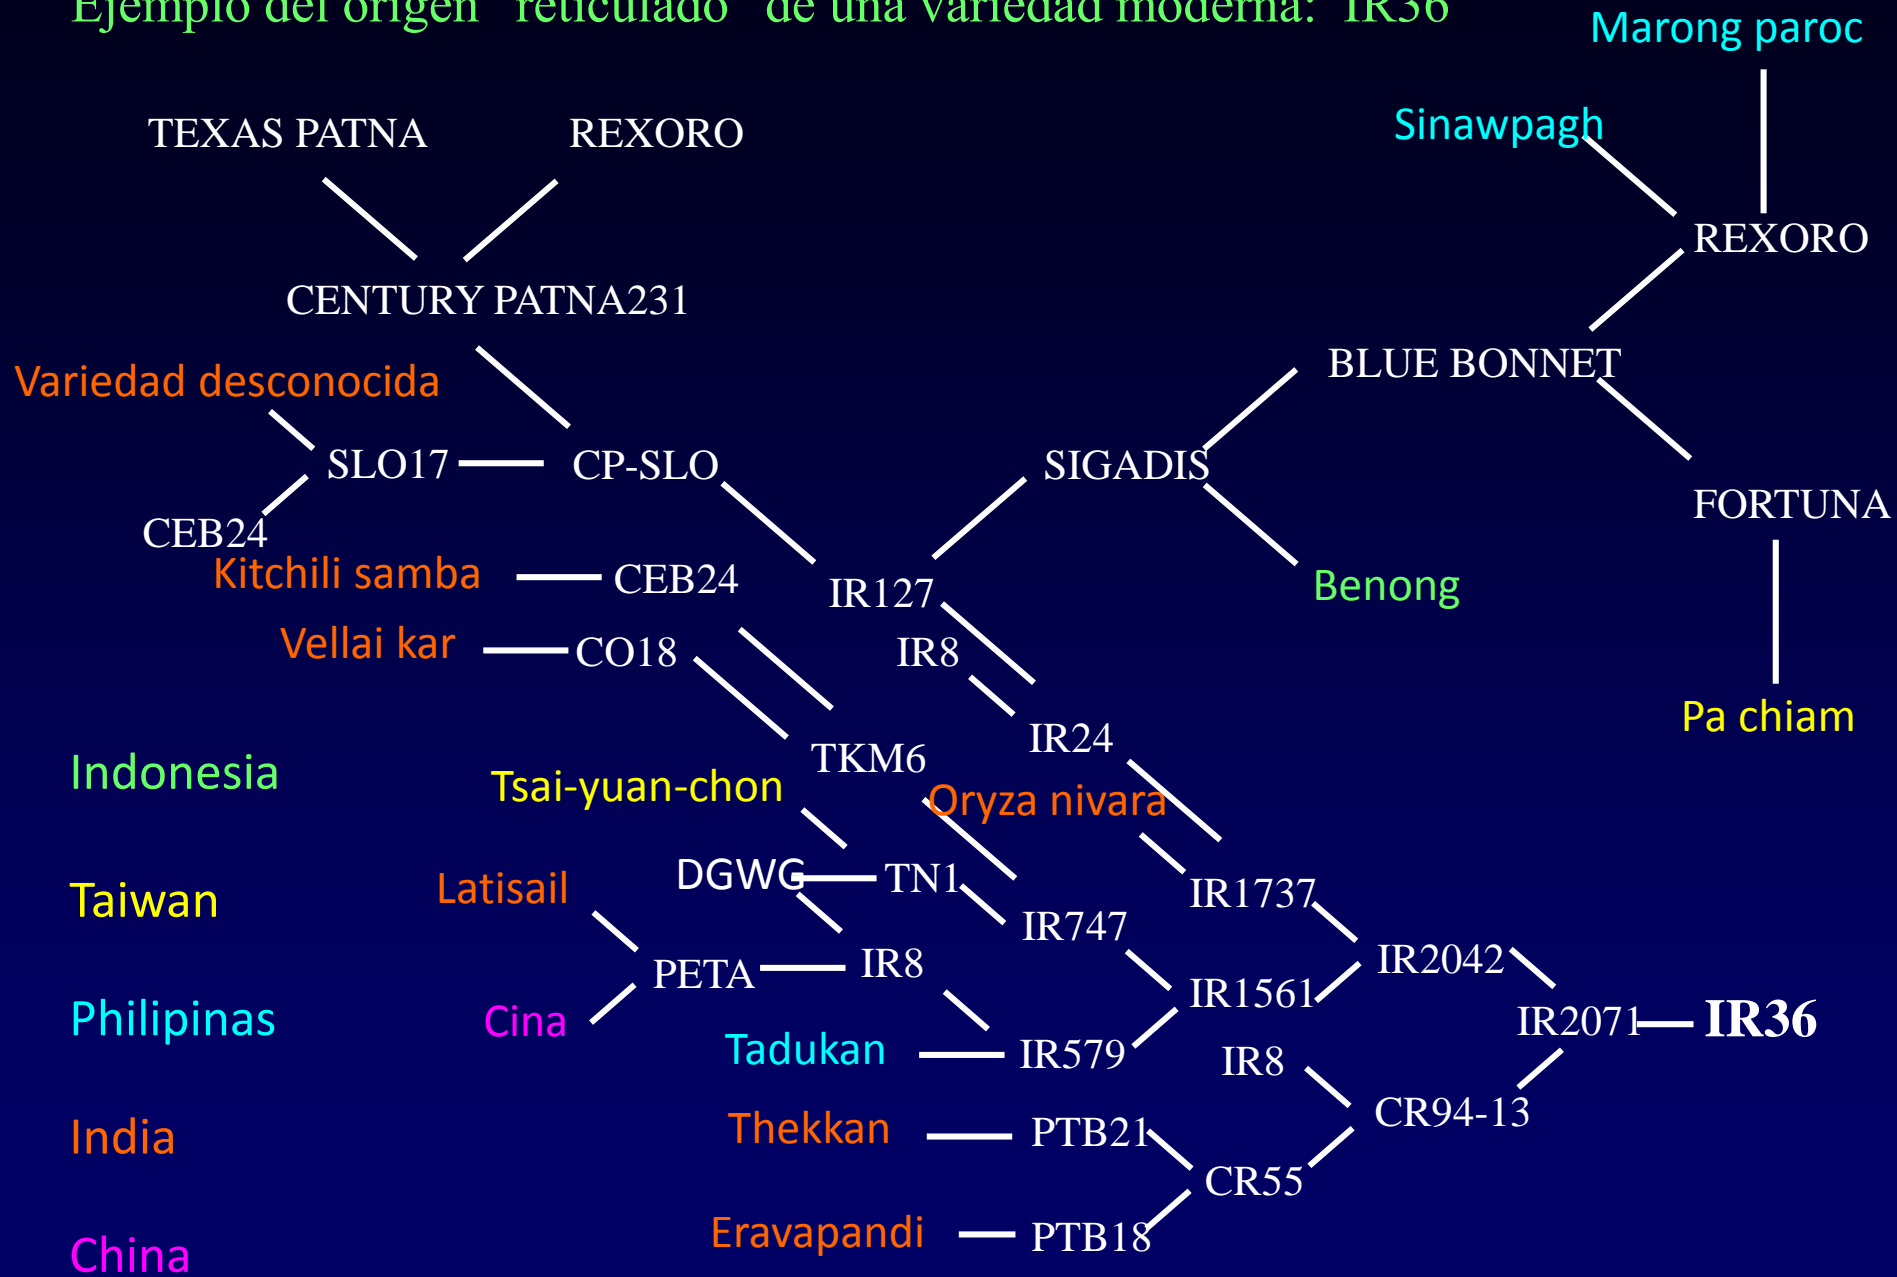 Ejemplo del origen "reticulado" de una variedad moderna: IR36
Marong paroc
TEXAS PATNA
REXORO
Sinawpagh
REXORO
CENTURY PATNA231
BLUE BONNET
Variedad desconocida
SLO17
CP-SLO
SIGADIS
FORTUNA
CEB24
Kitchili samba
CEB24
IR127
Benong
Vellai kar
CO18
IR8
Pa chiam
IR24
TKM6
Indonesia
Tsai-yuan-chon
Oryza nivara
DGWG
TN1
Latisail
Taiwan
IR1737
IR747
IR2042
PETA
IR8
IR1561
Philipinas
Cina
IR2071
IR36
Tadukan
IR579
IR8
CR94-13
Thekkan
PTB21
India
CR55
Eravapandi
PTB18
China